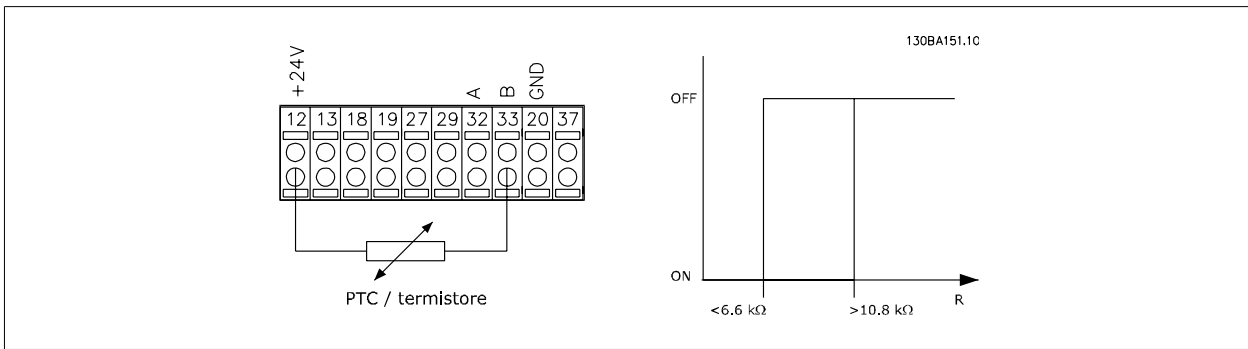 130BA151.10
+24V
A
B
GND
12 13 18 19 27 29 32 33 20 37
PTC / termistore
OFF
ON
<6.6 kΩ
>10.8 kΩ
R